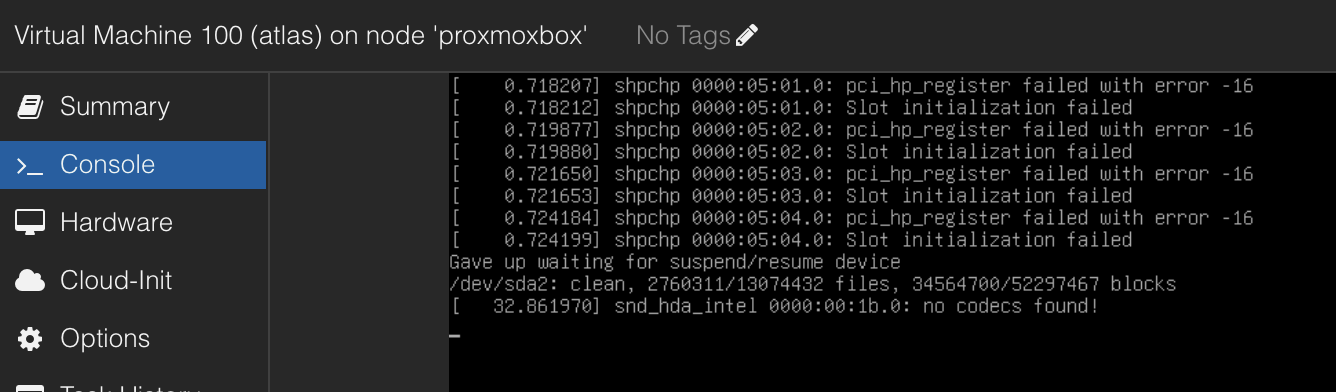 Virtual Machine 100 (atlas) on node 'proxmoxbox' No Tags
Summary
Console
Hardware
Cloud-Init
Options
Task History
[    0.718207] shpchp 0000:05:01.0: pci_hp_register failed with error -16
[    0.718212] shpchp 0000:05:01.0: Slot initialization failed
[    0.719877] shpchp 0000:05:02.0: pci_hp_register failed with error -16
[    0.719880] shpchp 0000:05:02.0: Slot initialization failed
[    0.721650] shpchp 0000:05:03.0: pci_hp_register failed with error -16
[    0.721653] shpchp 0000:05:03.0: Slot initialization failed
[    0.724184] shpchp 0000:05:04.0: pci_hp_register failed with error -16
[    0.724199] shpchp 0000:05:04.0: Slot initialization failed
Gave up waiting for suspend/resume device
/dev/sda2: clean, 2760311/13074432 files, 34564700/52297467 blocks
[   32.861970] snd_hda_intel 0000:00:1b.0: no codecs found!